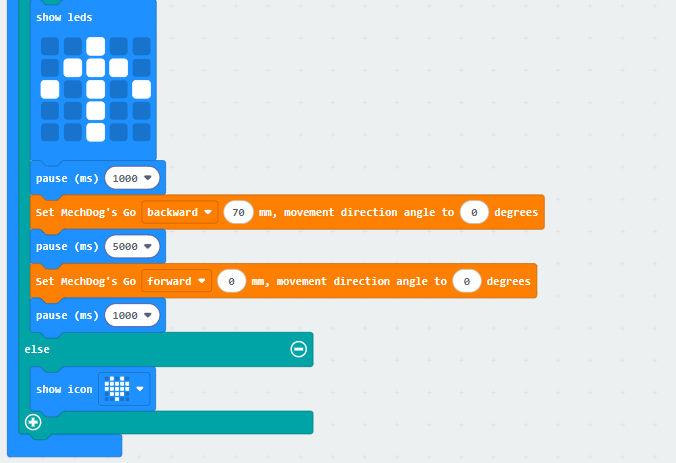 show leds
pause (ms) 1000
Set MechDog's Go backward 70 mm, movement direction angle to 0 degrees
pause (ms) 5000
Set MechDog's Go forward 0 mm, movement direction angle to 0 degrees
pause (ms) 1000
else
show icon